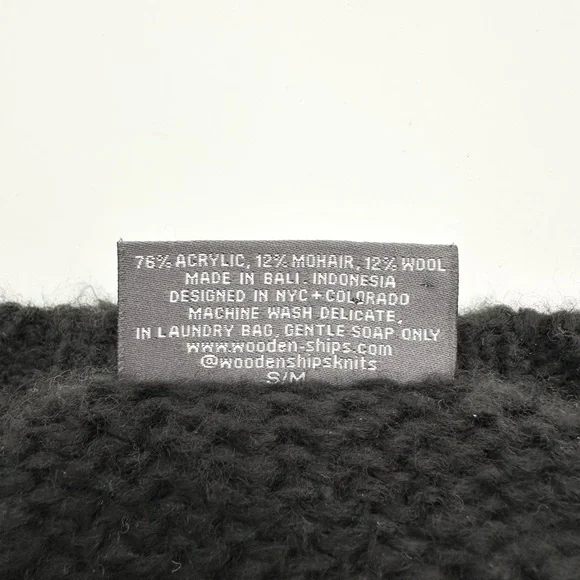 76% ACRYLIC, 12% MOHAIR, 12% WOOL
MADE IN BALI, INDONESIA
DESIGNED IN NYC+COLORADO
MACHINE WASH DELICATE,
IN LAUNDRY BAG, GENTLE SOAP ONLY
www.wooden-ships.com
@woodenshipsknits
S/M